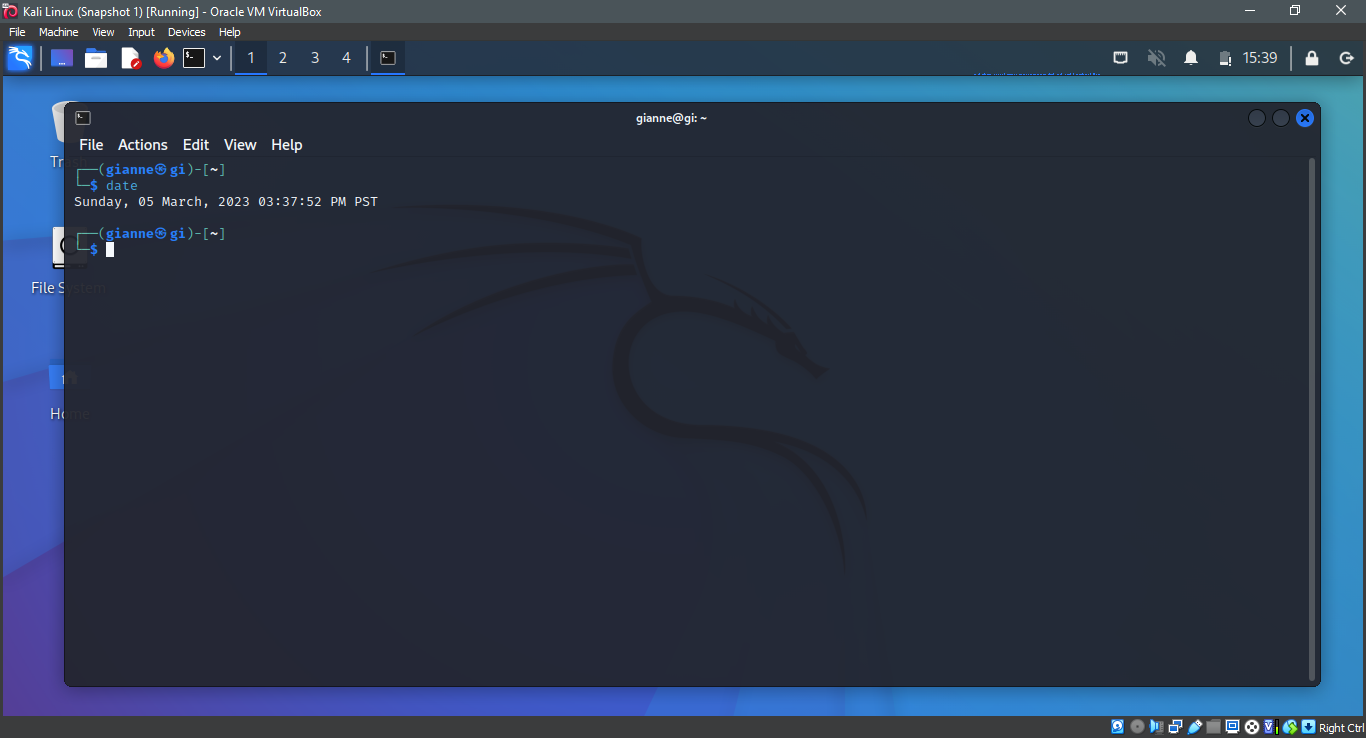 Kali Linux (Snapshot 1) [Running] - Oracle VM VirtualBox
File Machine View Input Devices Help
1 2 3 4 15:39
gianne@gi: ~
File Actions Edit View Help
Trash
┌──(gianne㉿gi)-[~]
└─$ date
Sunday, 05 March, 2023 03:37:52 PM PST
┌──(gianne㉿gi)-[~]
└─$
File System
Home
Right Ctrl